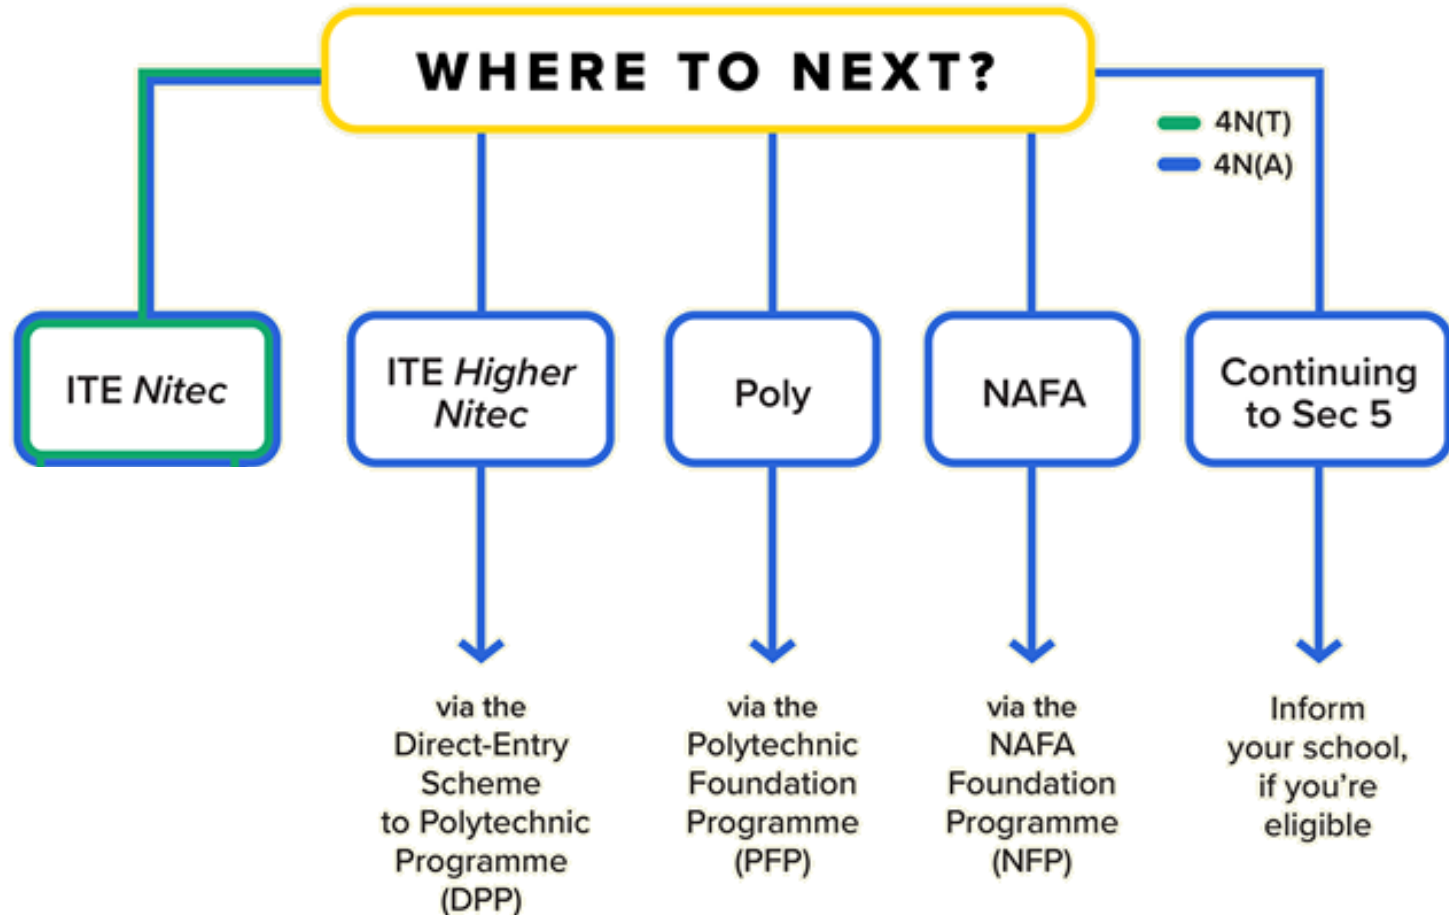 WHERE TO NEXT?
4N(T)
4N(A)
ITE Nitec
ITE Higher
Nitec
Poly
NAFA
Continuing
to Sec 5
via the
Direct-Entry
Scheme
to Polytechnic
Programme
(DPP)
via the
Polytechnic
Foundation
Programme
(PFP)
via the
NAFA
Foundation
Programme
(NFP)
Inform
your school,
if you're
eligible